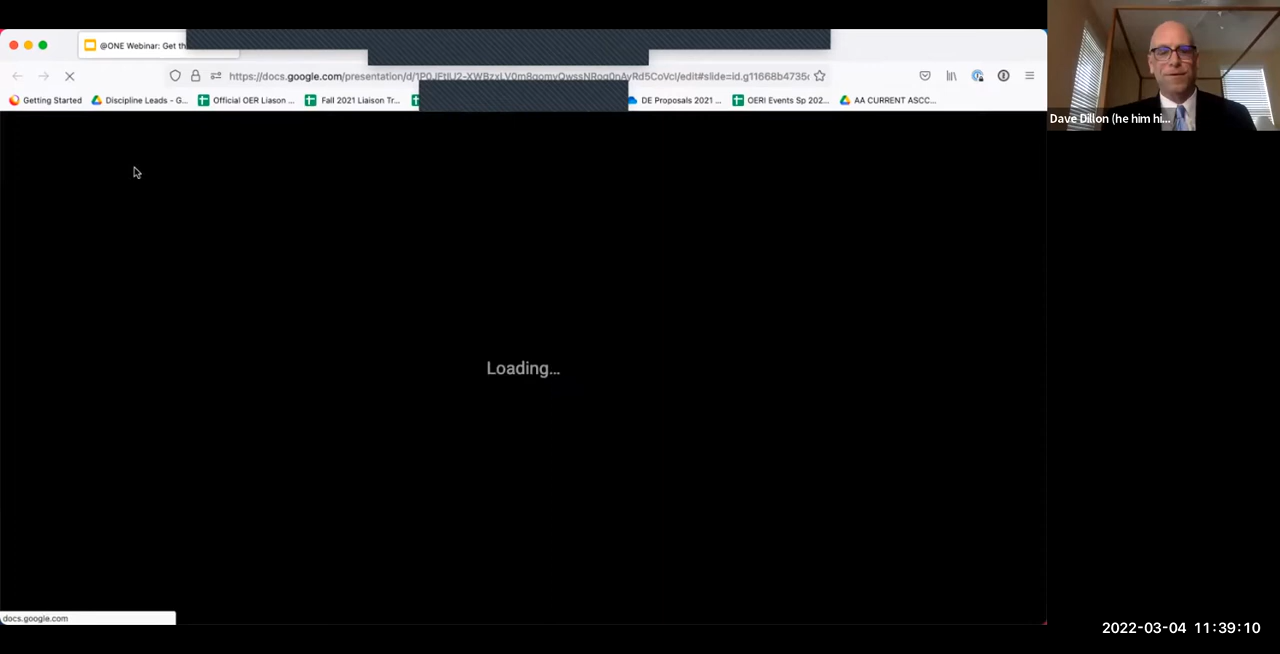 @ONE Webinar: Get th
docs.google.com/presentation/d/
Getting Started
Discipline Leads - G...
Official OER Liason ...
Fall 2021 Liaison Tr...
DE Proposals 2021 ...
OERI Events Sp 202...
AA CURRENT ASCC...
Dave Dillon (he him hi...
Loading...
docs.google.com
2022-03-04 11:39:10